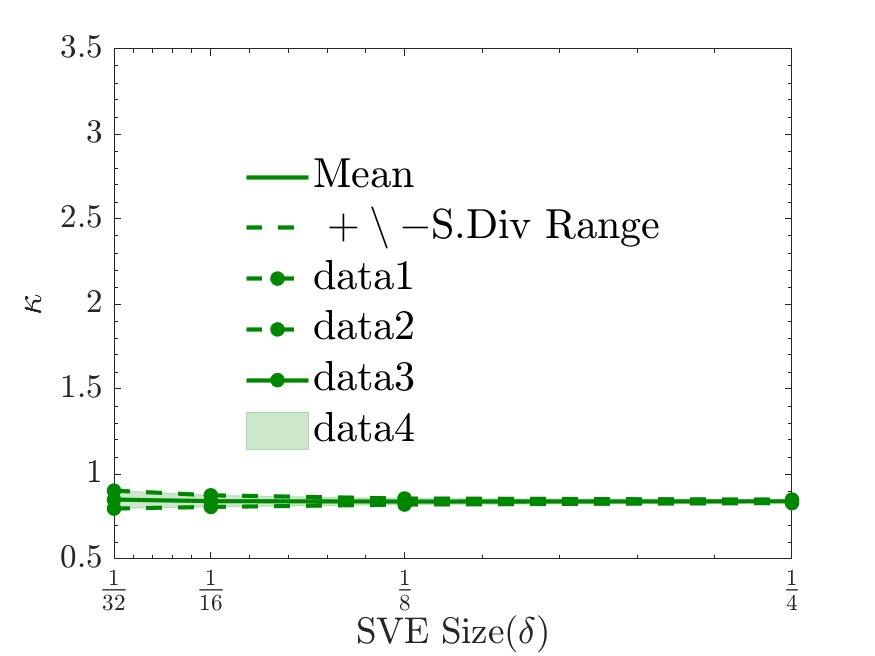 3.5
3
2.5
2
1.5
1
0.5
κ
Mean
+ \ −S.Div Range
data1
data2
data3
data4
1/32
1/16
1/8
1/4
SVE Size(δ)